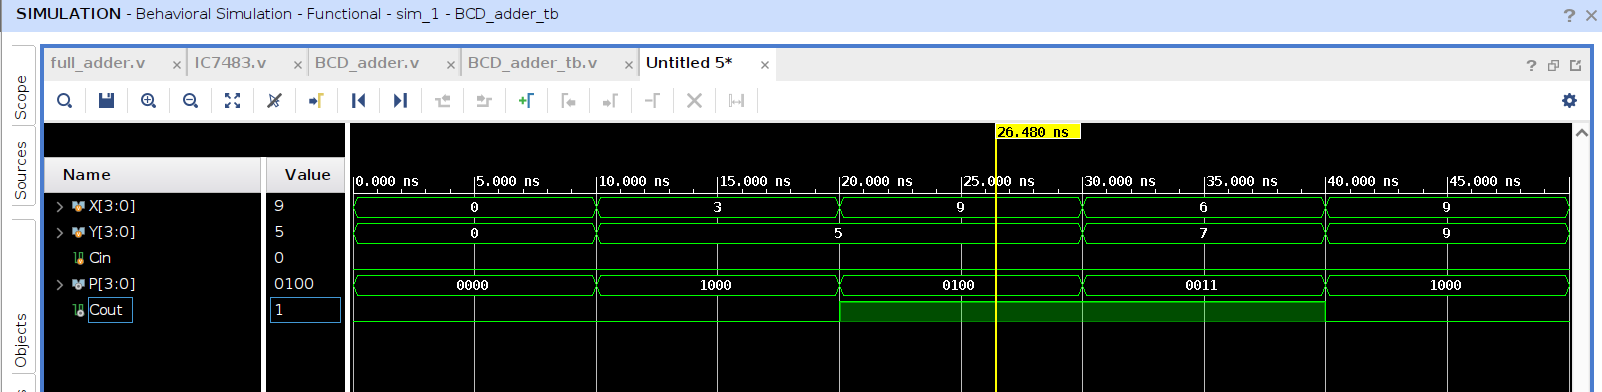 SIMULATION - Behavioral Simulation - Functional - sim_1 - BCD_adder_tb ? ×
full_adder.v × IC7483.v × BCD_adder.v × BCD_adder_tb.v × Untitled 5* × ?
Scope
Sources
Objects
26.480 ns
Name Value
0.000 ns 5.000 ns 10.000 ns 15.000 ns 20.000 ns 25.000 ns 30.000 ns 35.000 ns 40.000 ns 45.000 ns
X[3:0] 9 0 3 9 6 9
Y[3:0] 5 0 5 7 9
Cin 0
P[3:0] 0100 0000 1000 0100 0011 1000
Cout 1